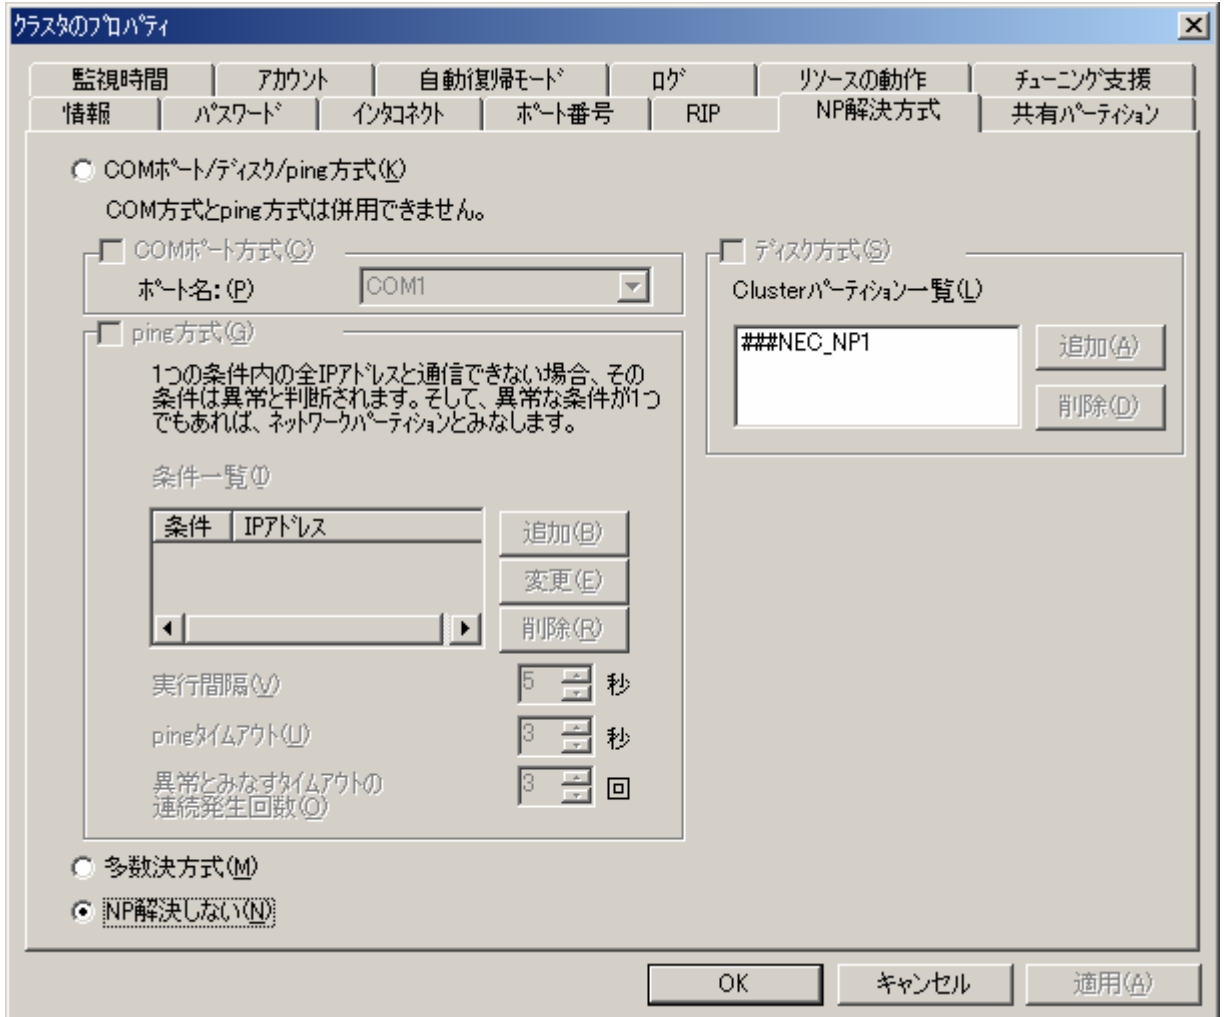 クラスタのプロパティ
監視時間 アカウント 自動復帰モード ログ リソースの動作 チューニング支援
情報 パスワード インタコネクト ポート番号 RIP NP解決方式 共有パーティション
COMポート/ディスク/ping方式(K)
COM方式とping方式は併用できません。
COMポート方式(C)
ポート名:(P) COM1
ping方式(G)
1つの条件内の全IPアドレスと通信できない場合、その
条件は異常と判断されます。そして、異常な条件が1つ
でもあれば、ネットワークパーティションとみなします。
条件一覧(I)
条件 IPアドレス
追加(B)
変更(E)
削除(R)
実行間隔(V) 5 秒
pingタイムアウト(U) 3 秒
異常とみなすタイムアウトの
連続発生回数(O) 3 回
ディスク方式(S)
Clusterパーティション一覧(L)
###NEC_NP1
追加(A)
削除(D)
多数決方式(M)
NP解決しない(N)
OK キャンセル 適用(A)